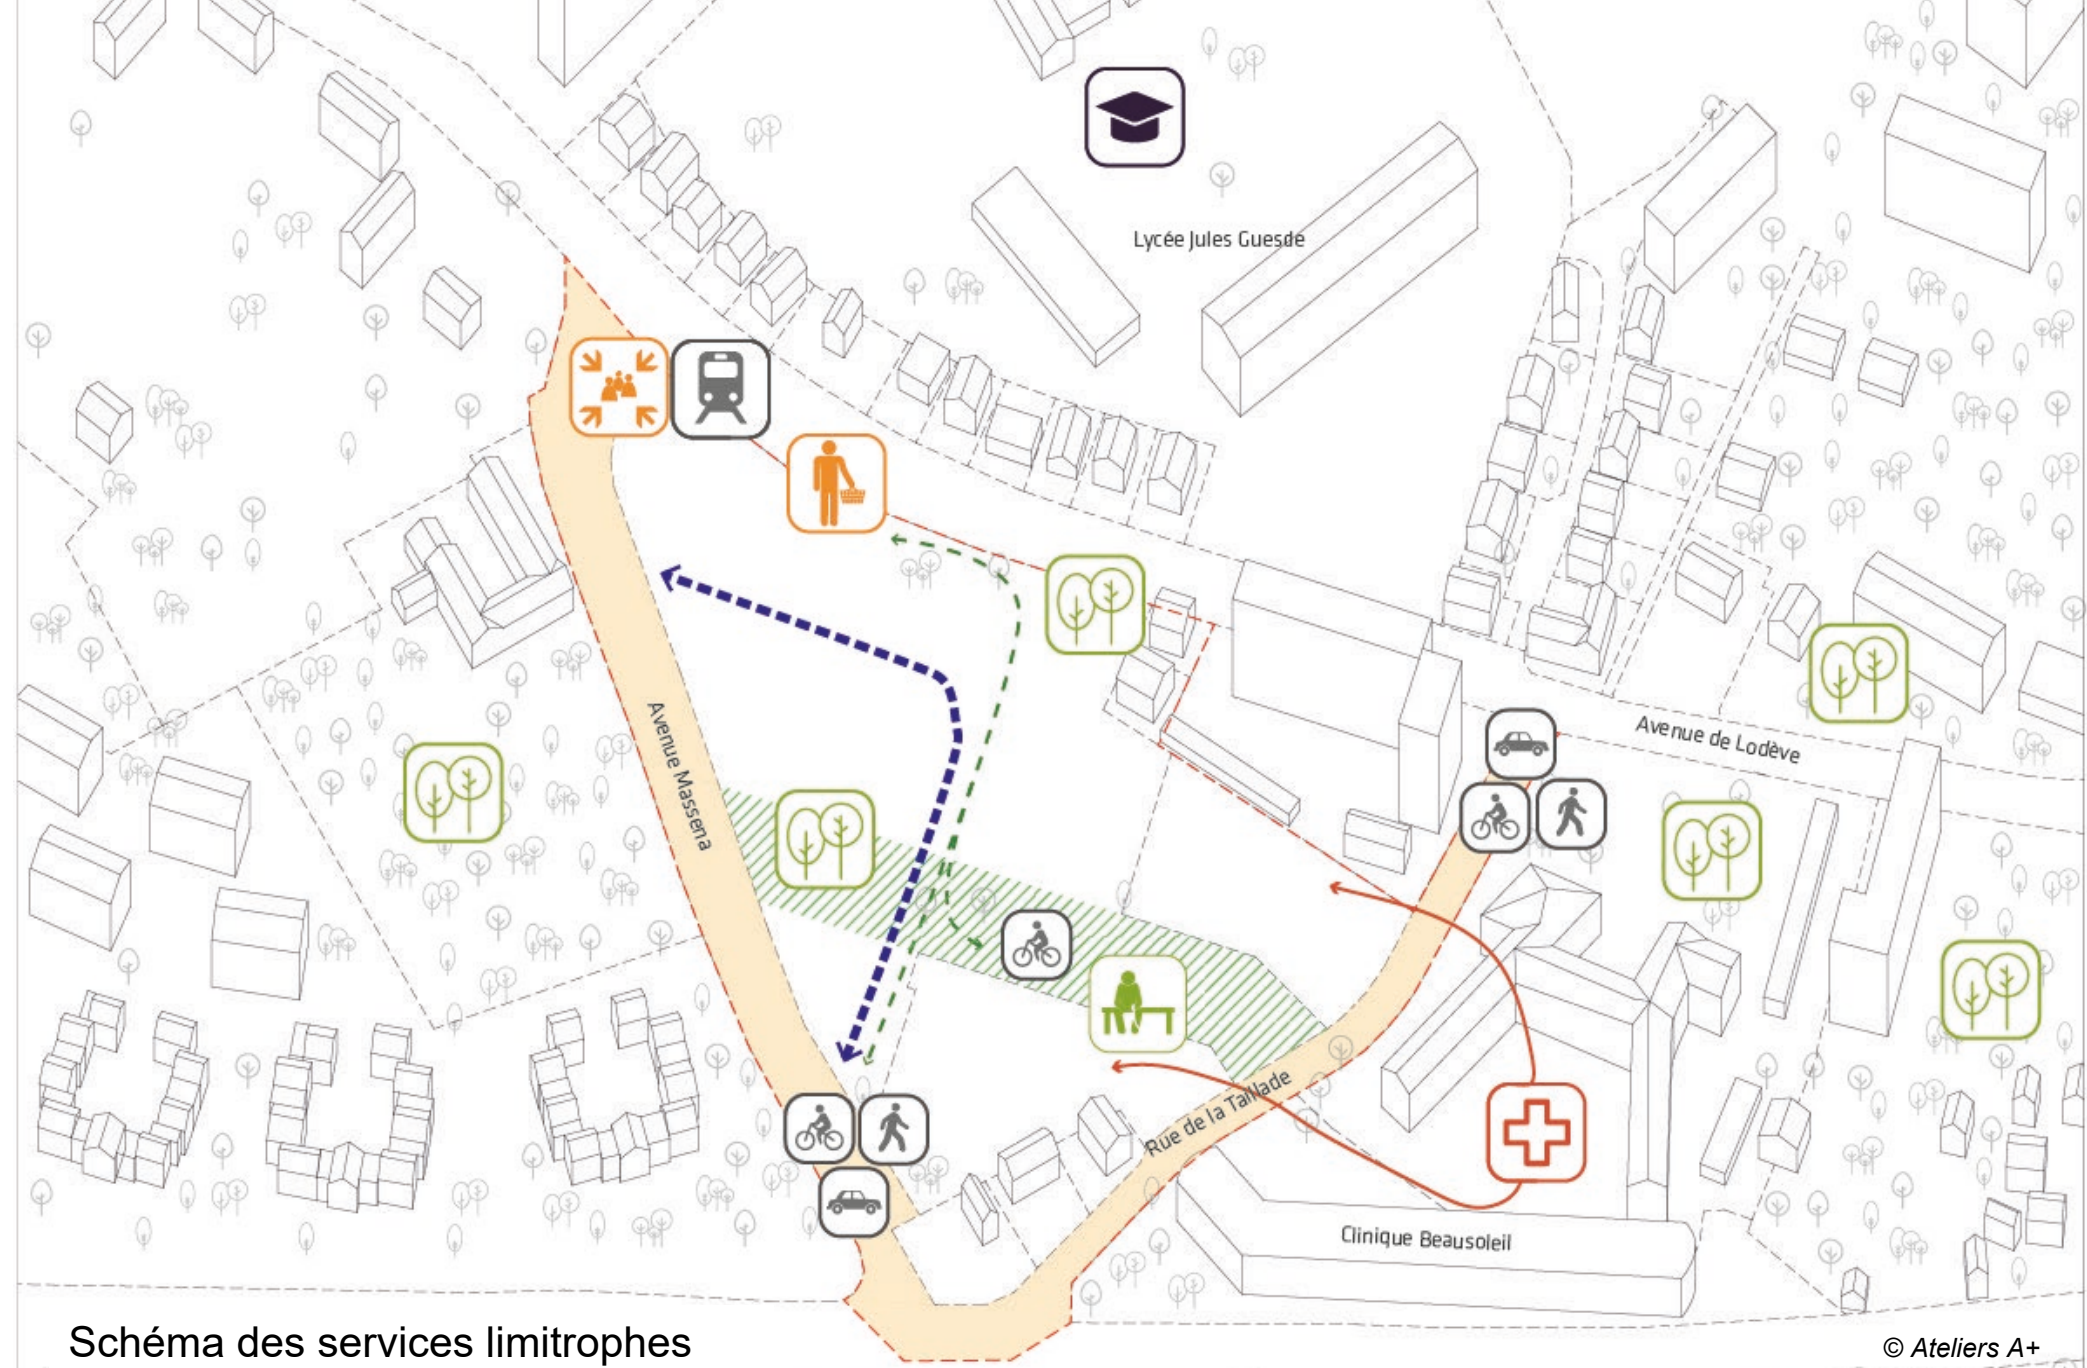 Lycée Jules Guesde
Avenue Massena
Avenue de Lodève
Rue de la Taillade
Clinique Beausoleil
Schéma des services limitrophes
© Ateliers A+